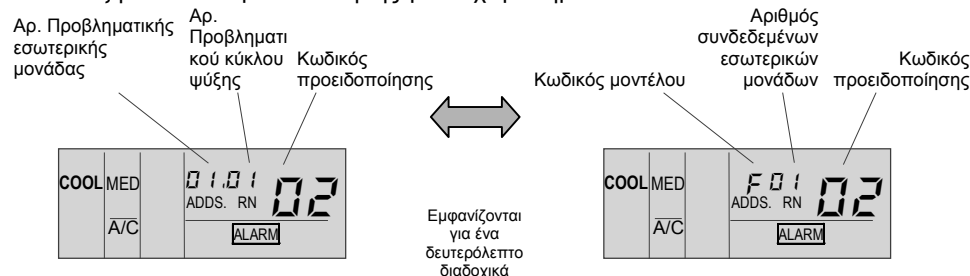 Αρ. Προβληματικής
εσωτερικής
μονάδας
Αρ.
Προβληματι
κού κύκλου
ψύξης
Κωδικός
προειδοποίησης
Κωδικός μοντέλου
Αριθμός
συνδεδεμένων
εσωτερικών
μονάδων
Κωδικός
προειδοποίησης
COOL MED
A/C
01.01
ADDS. RN
02
ALARM
Εμφανίζονται
για ένα
δευτερόλεπτο
διαδοχικά
COOL MED
A/C
F01
ADDS. RN
02
ALARM